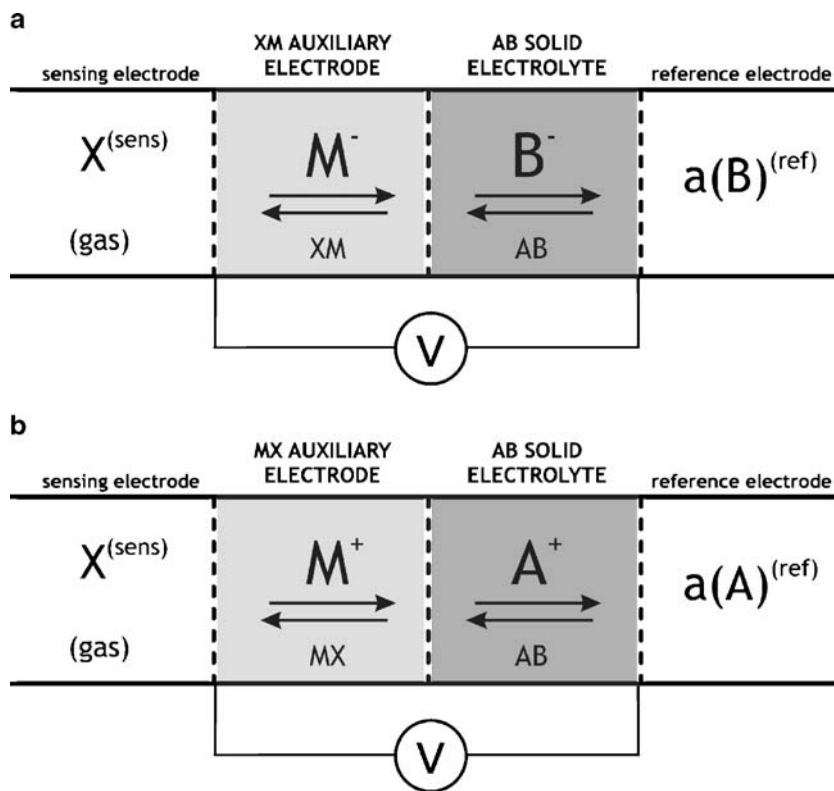 a
XM AUXILIARY AB SOLID
sensing electrode ELECTRODE ELECTROLYTE reference electrode
X(sens) M- B- a(B)(ref)
(gas) XM AB
V
b
MX AUXILIARY AB SOLID
sensing electrode ELECTRODE ELECTROLYTE reference electrode
X(sens) M+ A+ a(A)(ref)
(gas) MX AB
V